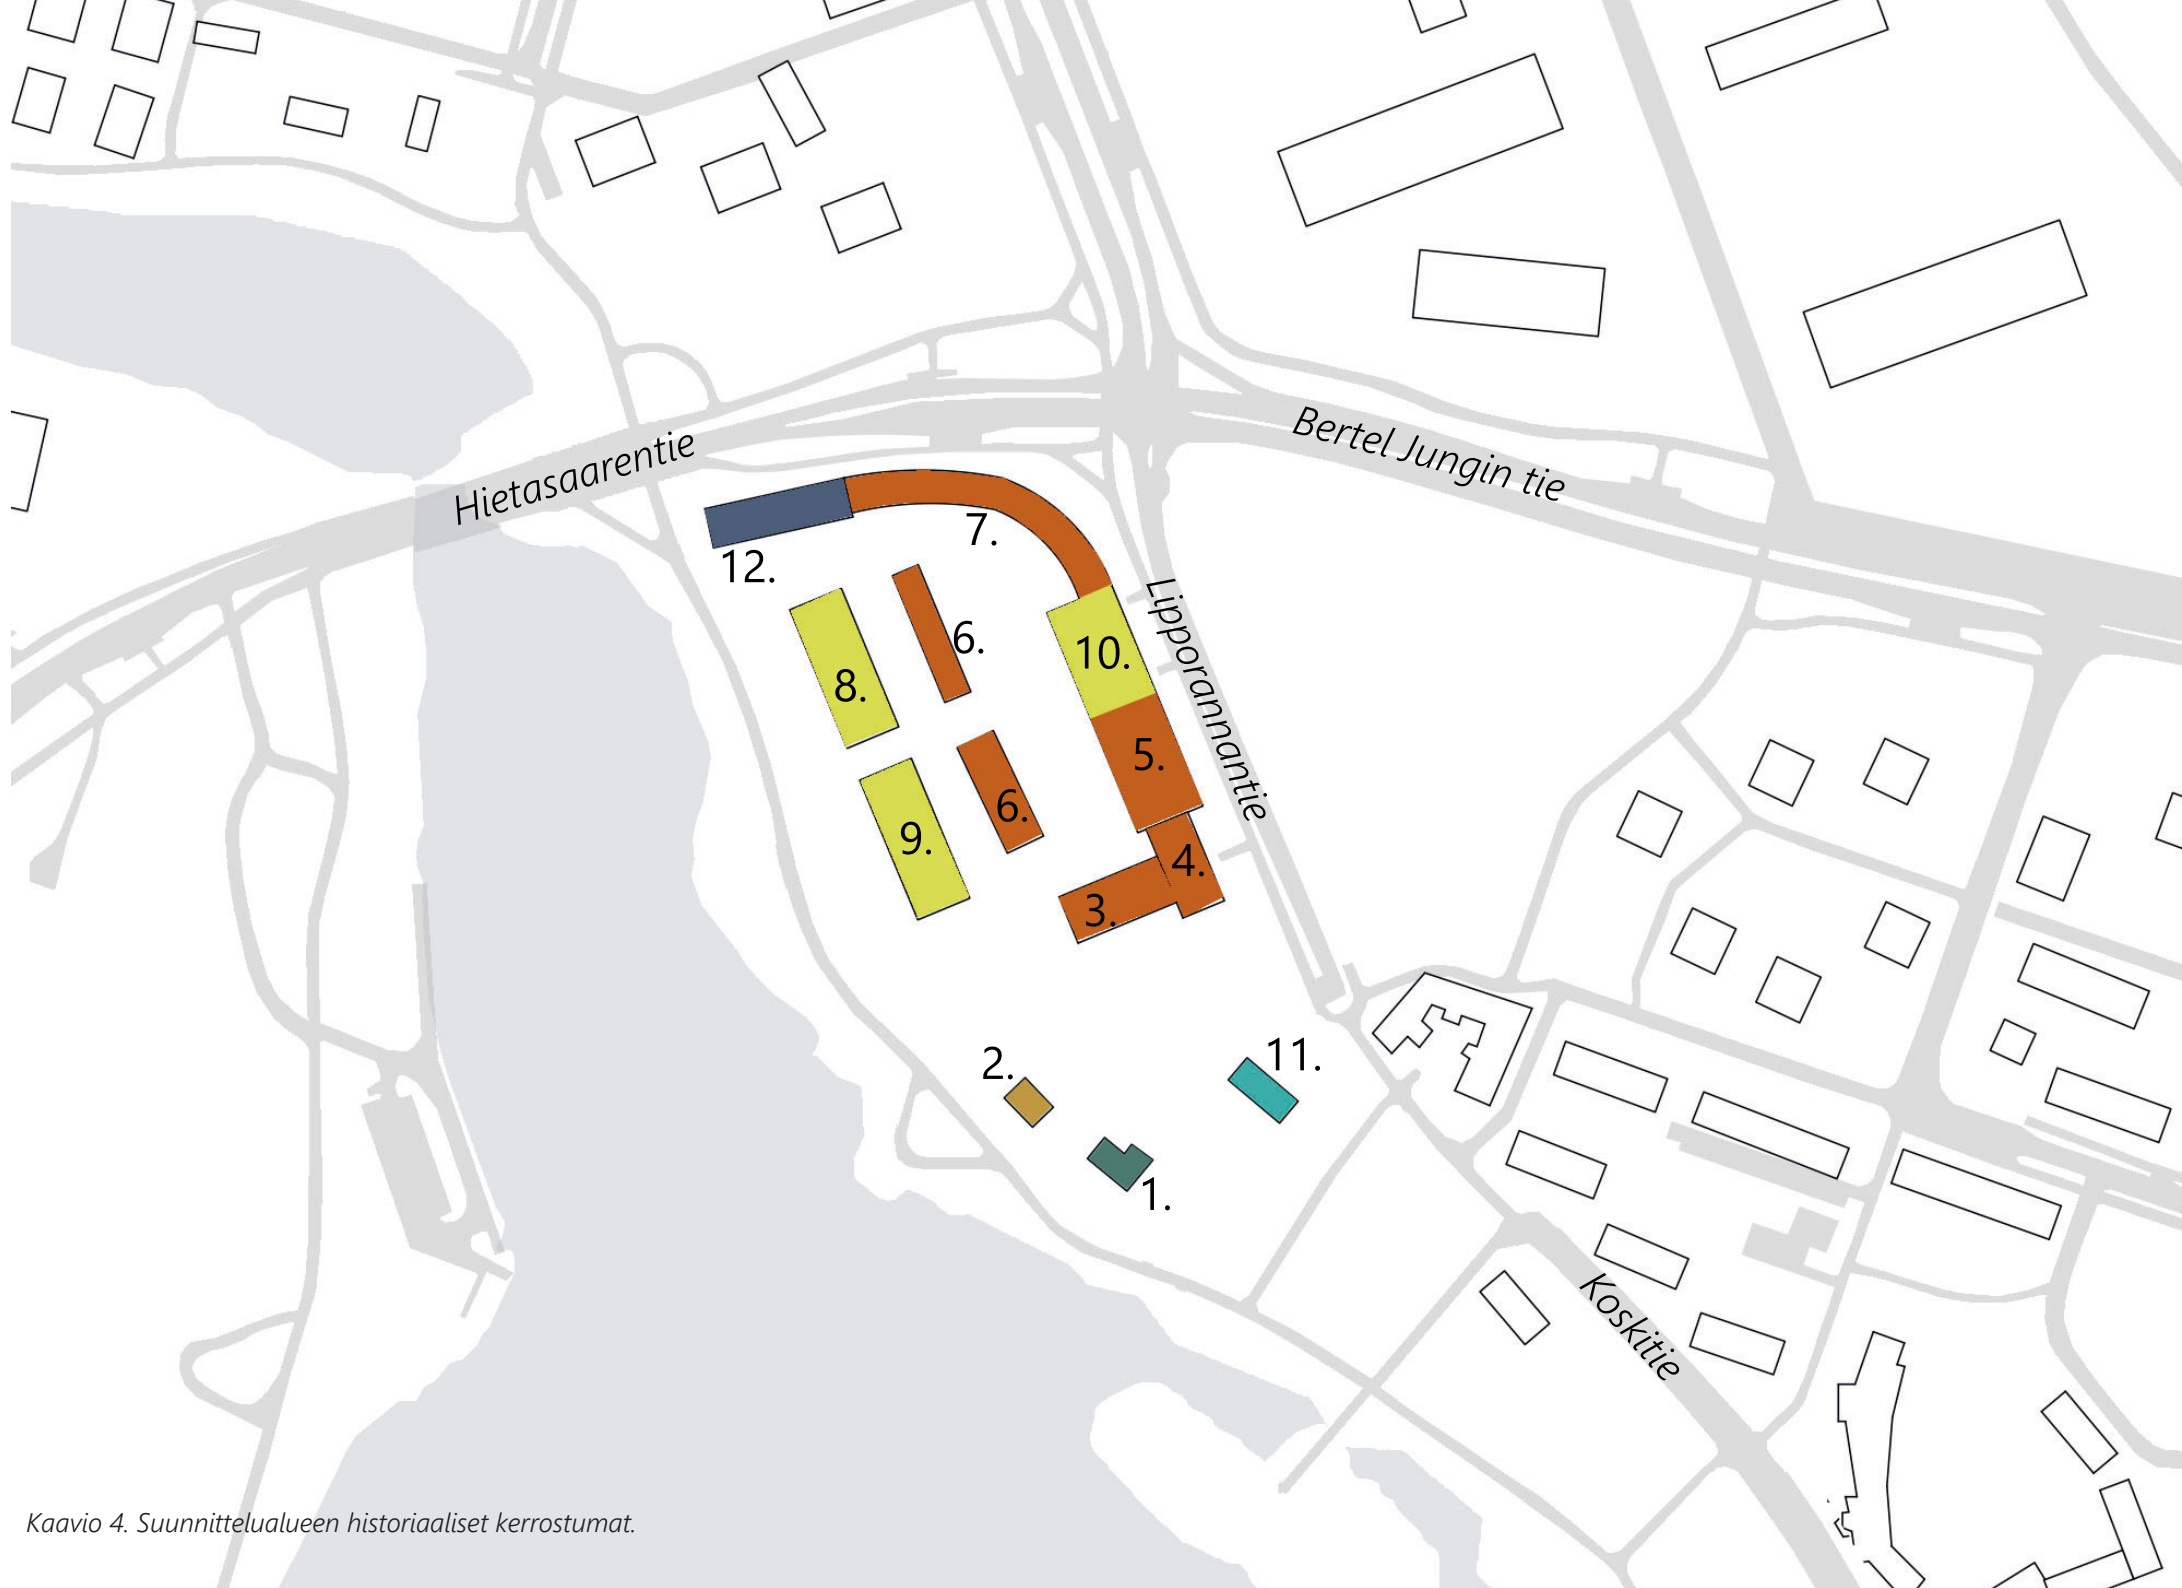 Bertel Jungin tie
Hietasaarentie
7.
12.
Lipporannantie
6.
10.
8.
5.
6.
9.
4.
3.
11.
2.
1.
Koskitie
Kaavio 4. Suunnittelualueen historiaaliset kerrostumat.